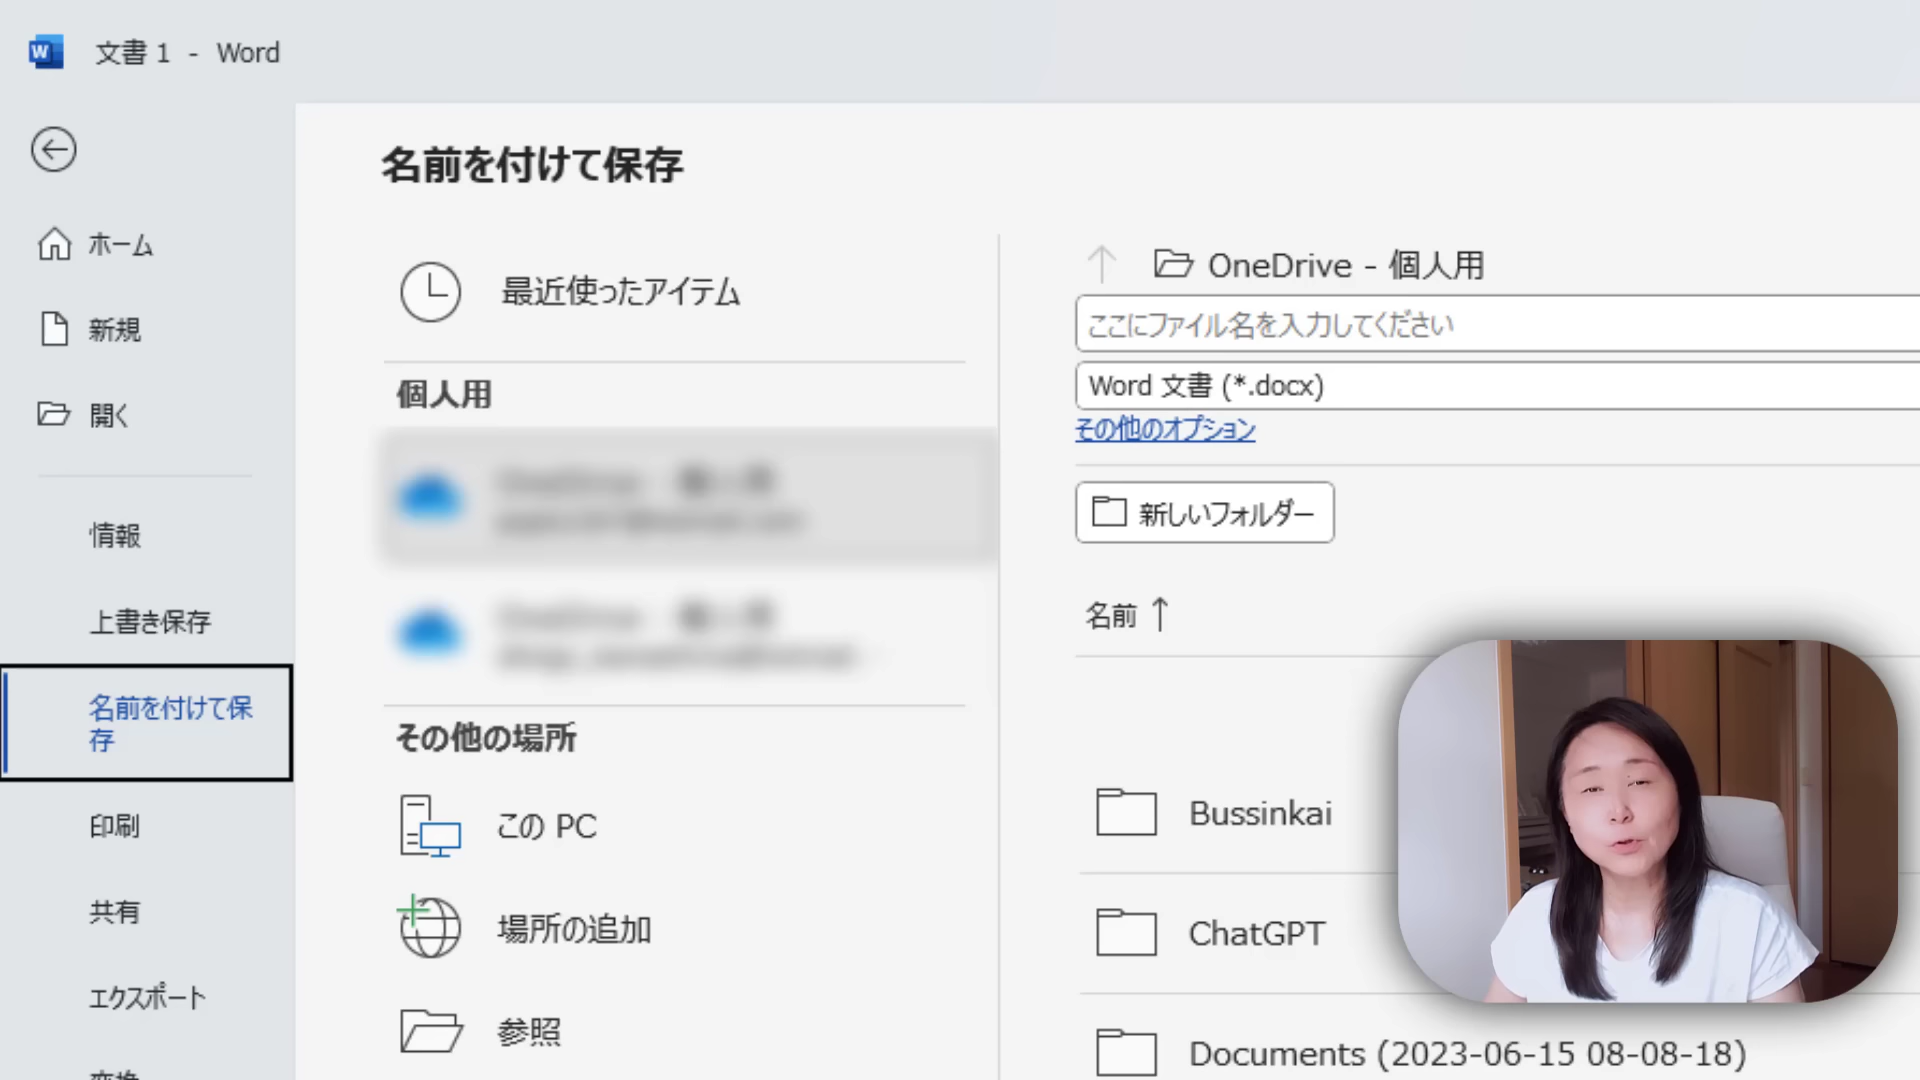 文書 1 - Word
ホーム
新規
開く
情報
上書き保存
名前を付けて保
存
印刷
共有
エクスポート
名前を付けて保存
最近使ったアイテム
個人用
その他の場所
この PC
場所の追加
参照
OneDrive - 個人用
ここにファイル名を入力してください
Word 文書 (*.docx)
その他のオプション
新しいフォルダー
名前 ↑
Bussinkai
ChatGPT
Documents (2023-06-15 08-08-18)